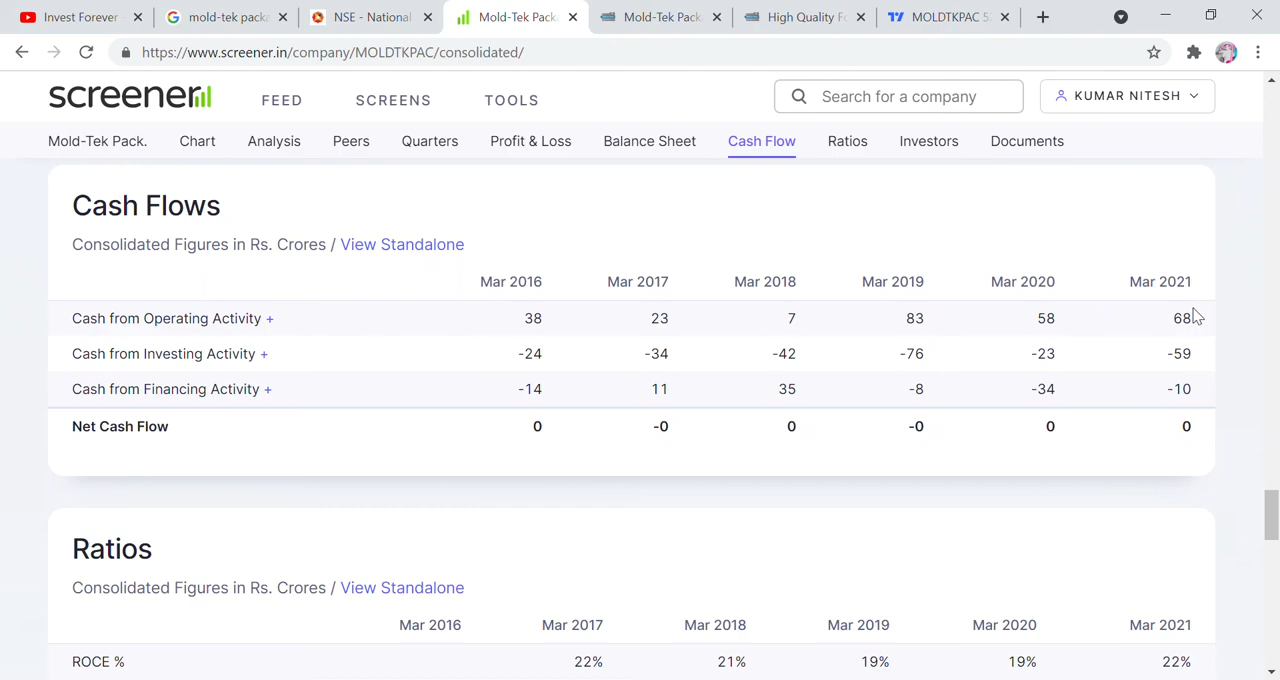 Invest Forever mold-tek packa NSE - National Mold-Tek Pack Mold-Tek Pack High Quality Fo MOLDTKPAC 5
https://www.screener.in/company/MOLDTKPAC/consolidated/
screener FEED SCREENS TOOLS Search for a company KUMAR NITESH
Mold-Tek Pack. Chart Analysis Peers Quarters Profit & Loss Balance Sheet Cash Flow Ratios Investors Documents
Cash Flows
Consolidated Figures in Rs. Crores / View Standalone
Mar 2016 Mar 2017 Mar 2018 Mar 2019 Mar 2020 Mar 2021
Cash from Operating Activity + 38 23 7 83 58 68
Cash from Investing Activity + -24 -34 -42 -76 -23 -59
Cash from Financing Activity + -14 11 35 -8 -34 -10
Net Cash Flow 0 -0 0 -0 0 0
Ratios
Consolidated Figures in Rs. Crores / View Standalone
Mar 2016 Mar 2017 Mar 2018 Mar 2019 Mar 2020 Mar 2021
ROCE % 22% 21% 19% 19% 22%